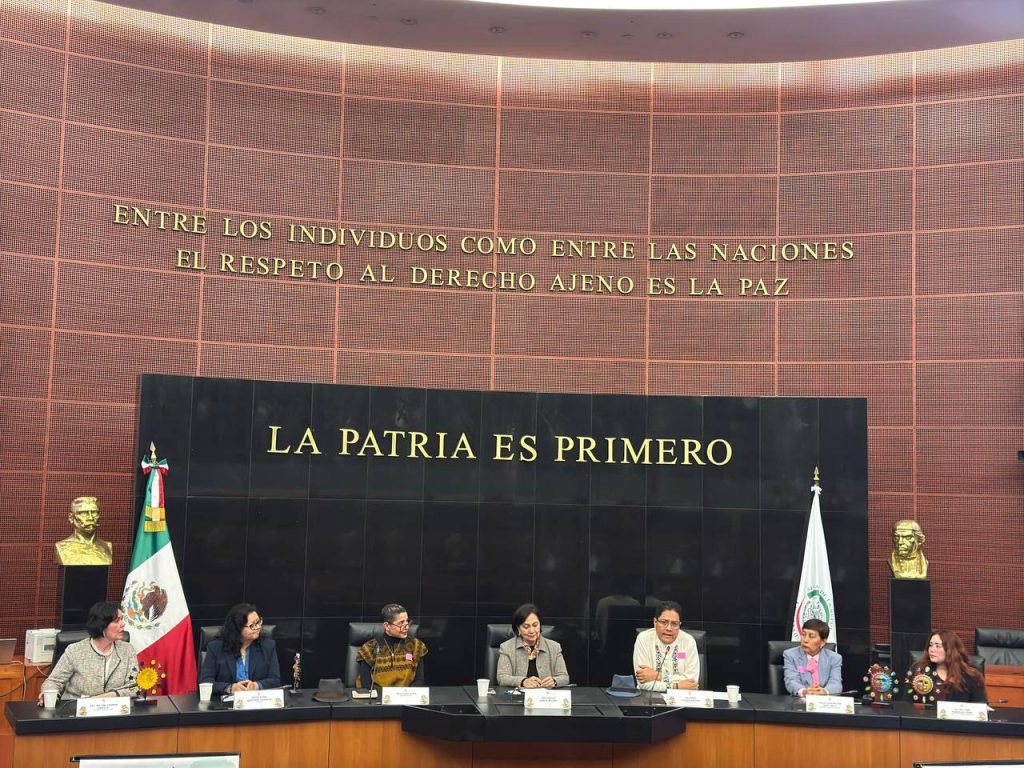 ENTRE LOS INDIVIDUOS COMO ENTRE LAS NACIONES
EL RESPETO AL DERECHO AJENO ES LA PAZ
LA PATRIA ES PRIMERO